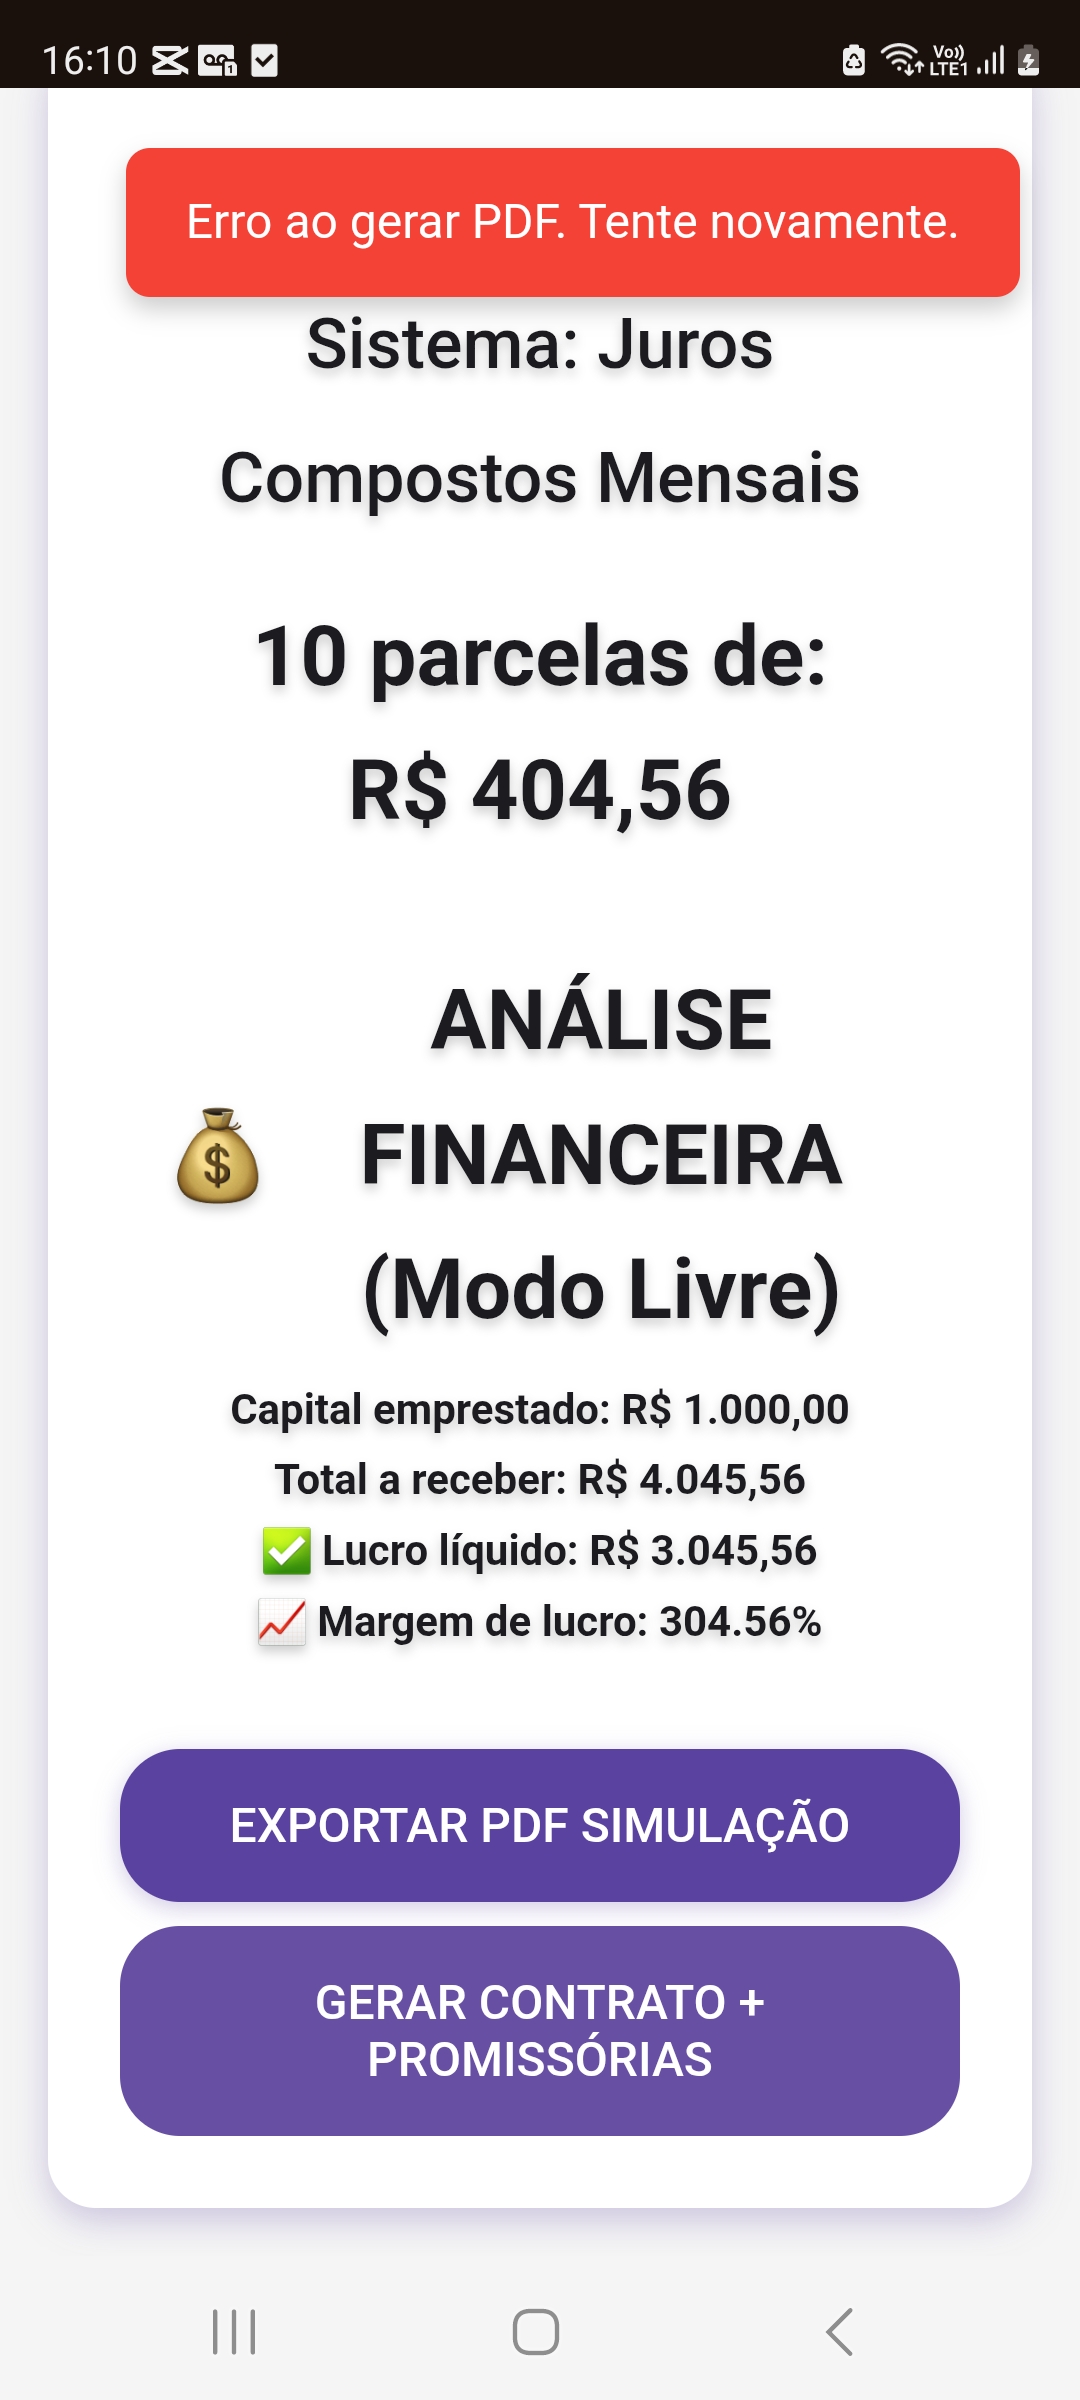 16:10
Vo))
LTE1
Erro ao gerar PDF. Tente novamente.
Sistema: Juros
Compostos Mensais
10 parcelas de:
R$ 404,56
ANÁLISE
FINANCEIRA
(Modo Livre)
Capital emprestado: R$ 1.000,00
Total a receber: R$ 4.045,56
✅ Lucro líquido: R$ 3.045,56
📈 Margem de lucro: 304.56%
EXPORTAR PDF SIMULAÇÃO
GERAR CONTRATO +
PROMISSÓRIAS